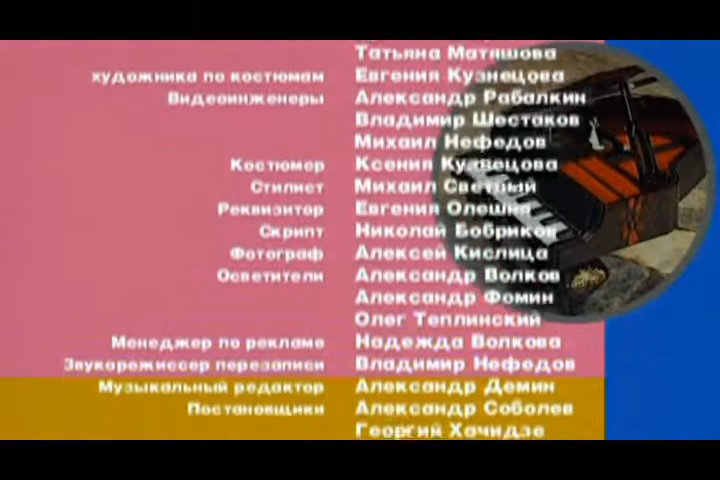 Татьяна Матяшова
художника по костюмам Евгения Кузнецова
Видеоинженеры Александр Рабалкин
Владимир Шестаков
Михаил Нефедов
Костюмер Ксения Кузнецова
Стилист Михаил Светлый
Реквизитор Евгения Олешня
Скрипт Николай Бобриков
Фотограф Алексей Кислица
Осветители Александр Волков
Александр Фомин
Олег Теплинский
Менеджер по рекламе Надежда Волкова
Звукорежиссер перезаписи Владимир Нефедов
Музыкальный редактор Александр Демин
Постановщики Александр Соболев
Георгий Хачидзе